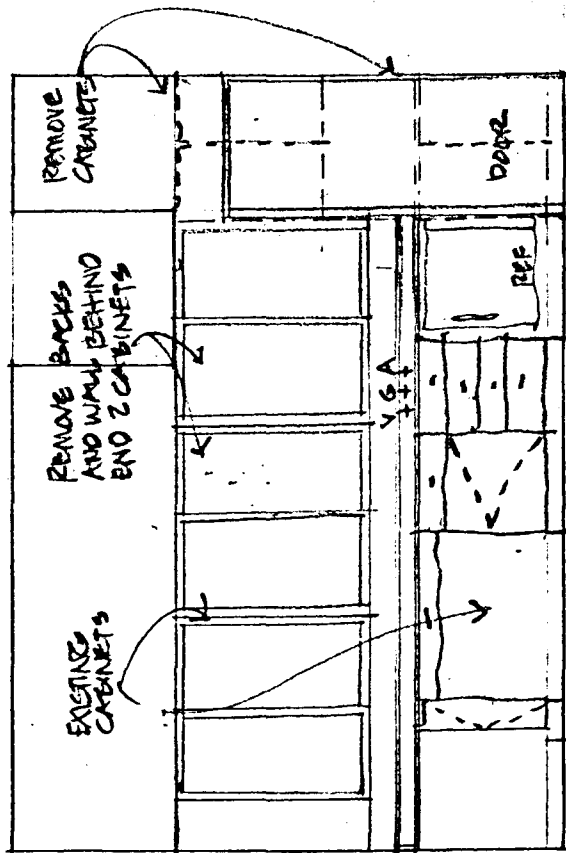 EXISTING
CABINETS
REMOVE BACKS
AND WALL BEHIND
END 2 CABINETS
REMOVE
CABINETS
V G A
REF
DOOR